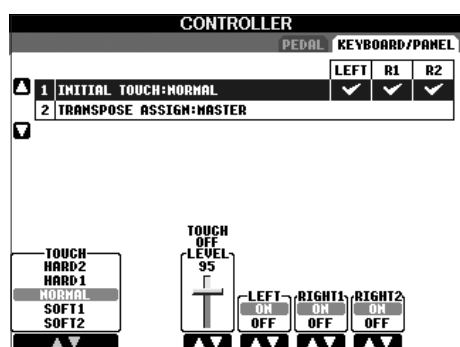 CONTROLLER
PEDAL KEYBOARD/PANEL
LEFT R1 R2
1 INITIAL TOUCH:NORMAL
2 TRANSPOSE ASSIGN:MASTER
TOUCH
HARD2
HARD1
NORMAL
SOFT1
SOFT2
TOUCH
OFF
LEVEL
95
LEFT
ON
OFF
RIGHT1
ON
OFF
RIGHT2
ON
OFF